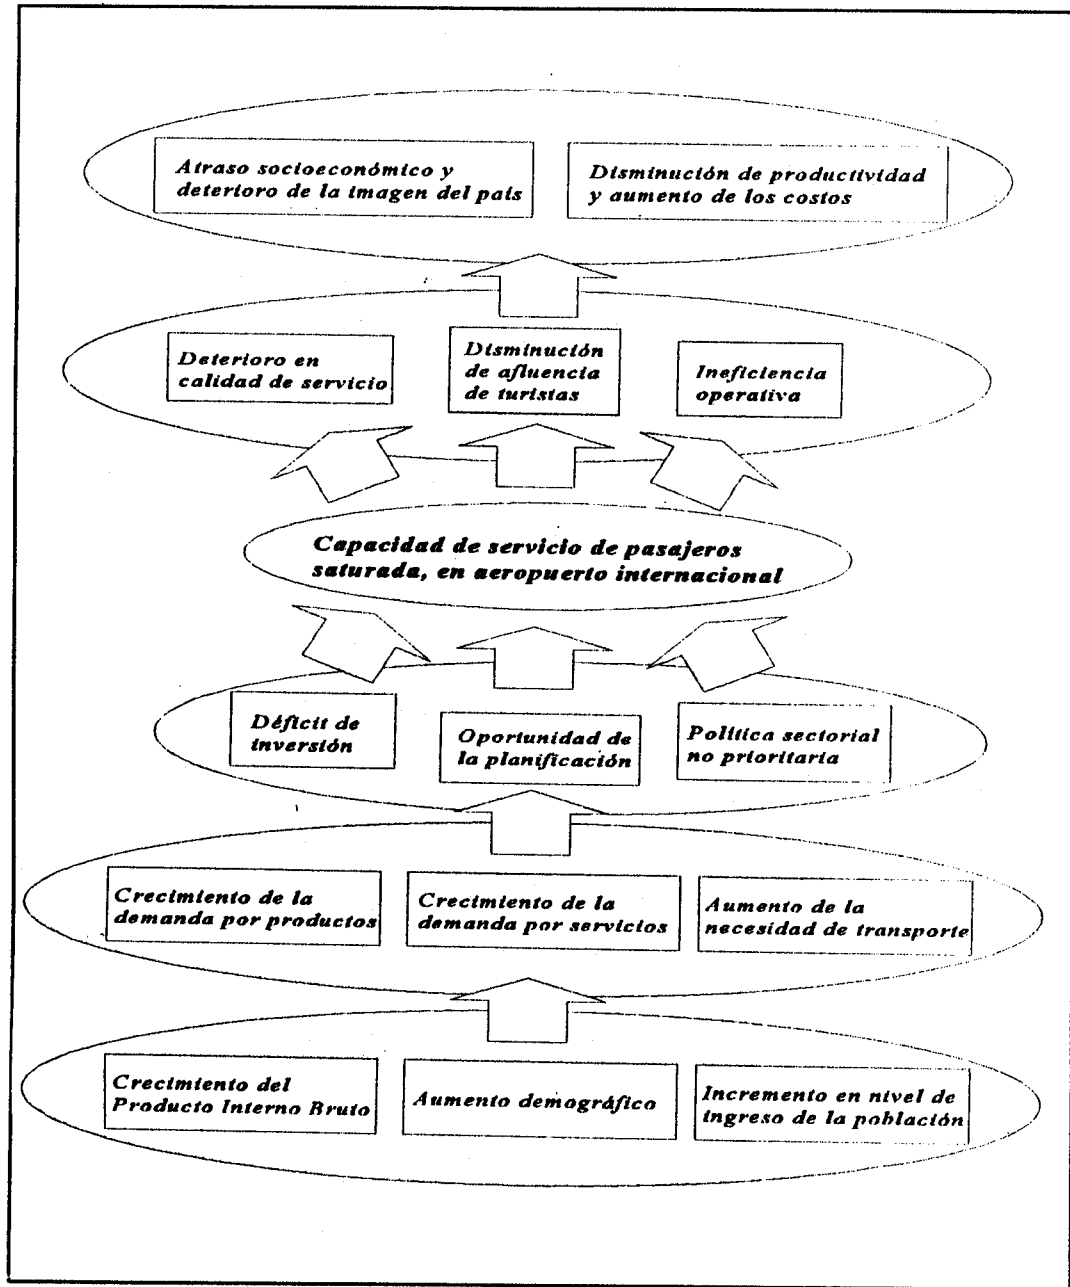 Atraso socioeconómico y
deterioro de la imagen del país
Disminución de productividad
y aumento de los costos
Deterioro en
calidad de servicio
Disminución
de afluencia
de turistas
Ineficiencia
operativa
Capacidad de servicio de pasajeros
saturada, en aeropuerto internacional
Déficit de
inversión
Oportunidad de
la planificación
Política sectorial
no prioritaria
Crecimiento de la
demanda por productos
Crecimiento de la
demanda por servicios
Aumento de la
necesidad de transporte
Crecimiento del
Producto Interno Bruto
Aumento demográfico
Incremento en nivel de
ingreso de la población